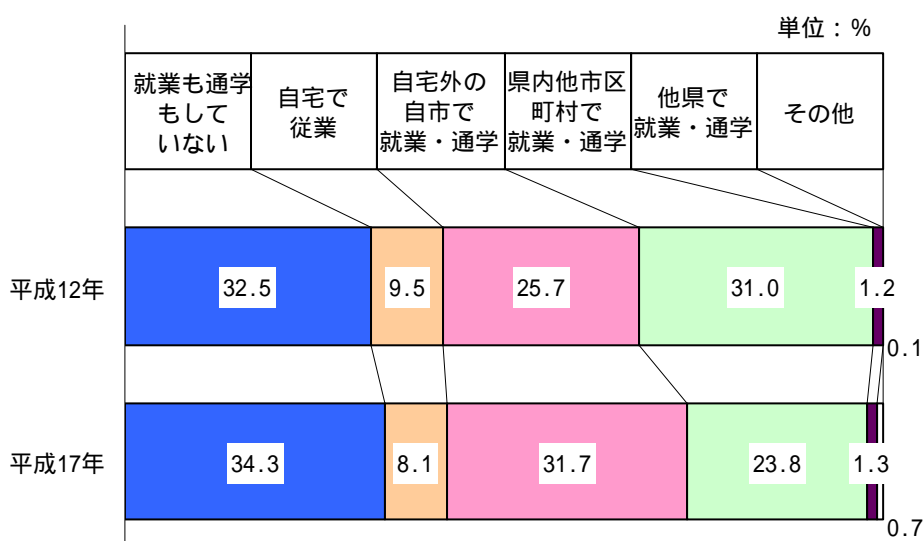 単位：%
就業も通学
もして
いない
自宅で
従業
自宅外の
自市で
就業・通学
県内他市区
町村で
就業・通学
他県で
就業・通学
その他
平成12年
32.5
9.5
25.7
31.0
1.2
0.1
平成17年
34.3
8.1
31.7
23.8
1.3
0.7